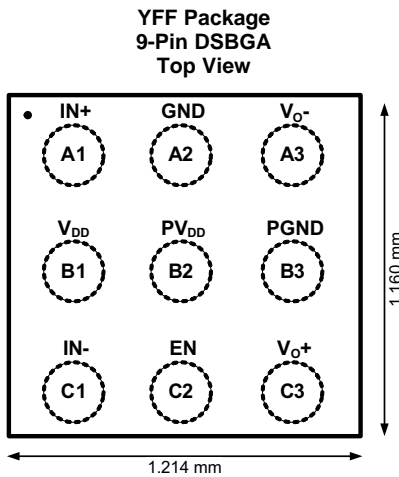 YFF Package
9-Pin DSBGA
Top View
IN+ GND VO-
A1 A2 A3
VDD PVDD PGND
B1 B2 B3
IN- EN VO+
C1 C2 C3
1.160 mm
1.214 mm